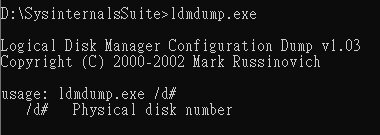 D:\SysinternalsSuite>ldmdump.exe
Logical Disk Manager Configuration Dump v1.03
Copyright (C) 2000-2002 Mark Russinovich
usage: ldmdump.exe /d#
/d#   Physical disk number